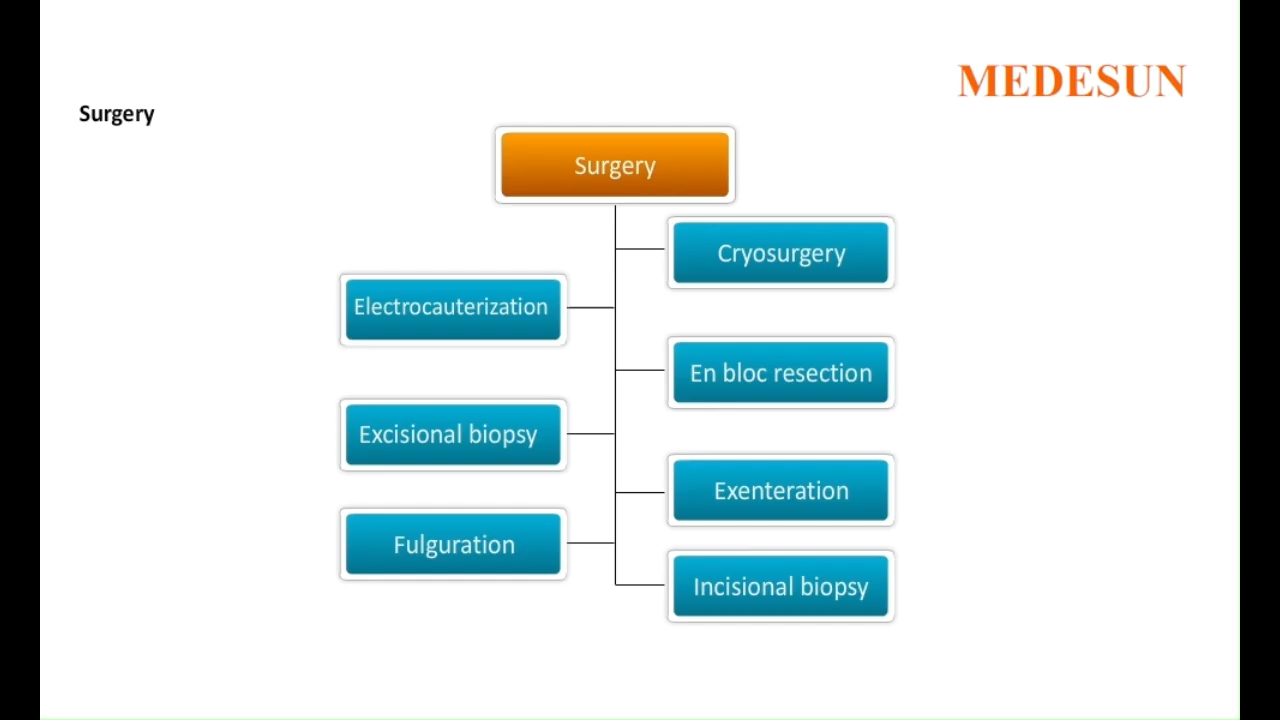 MEDESUN
Surgery
Surgery
Cryosurgery
Electrocauterization
En bloc resection
Excisional biopsy
Exenteration
Fulguration
Incisional biopsy